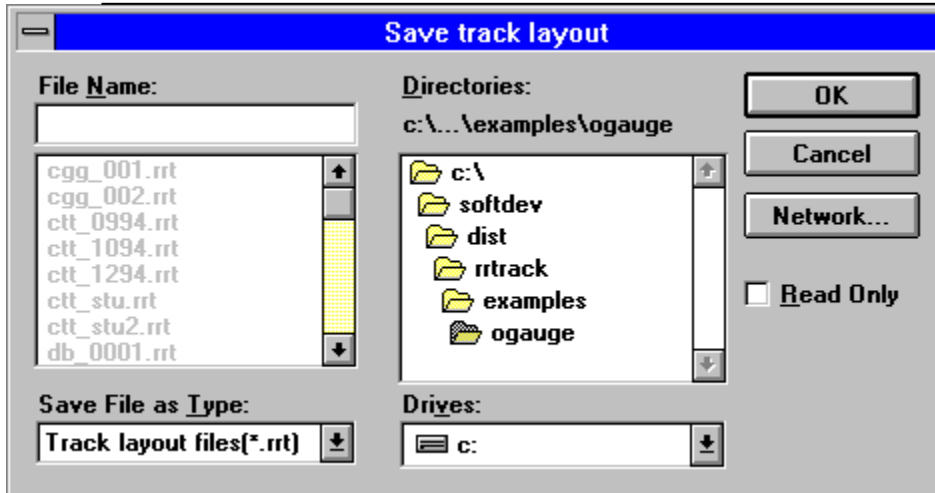 Save track layout
File Name:
cgg_001.rrt
cgg_002.rrt
ctt_0994.rrt
ctt_1094.rrt
ctt_1294.rrt
ctt_stu.rrt
ctt_stu2.rrt
db_0001.rrt
Save File as Type:
Track layout files(*.rrt)
Directories:
c:\...\examples\ogauge
c:\
softdev
dist
rrtrack
examples
ogauge
Drives:
c:
OK
Cancel
Network...
Read Only